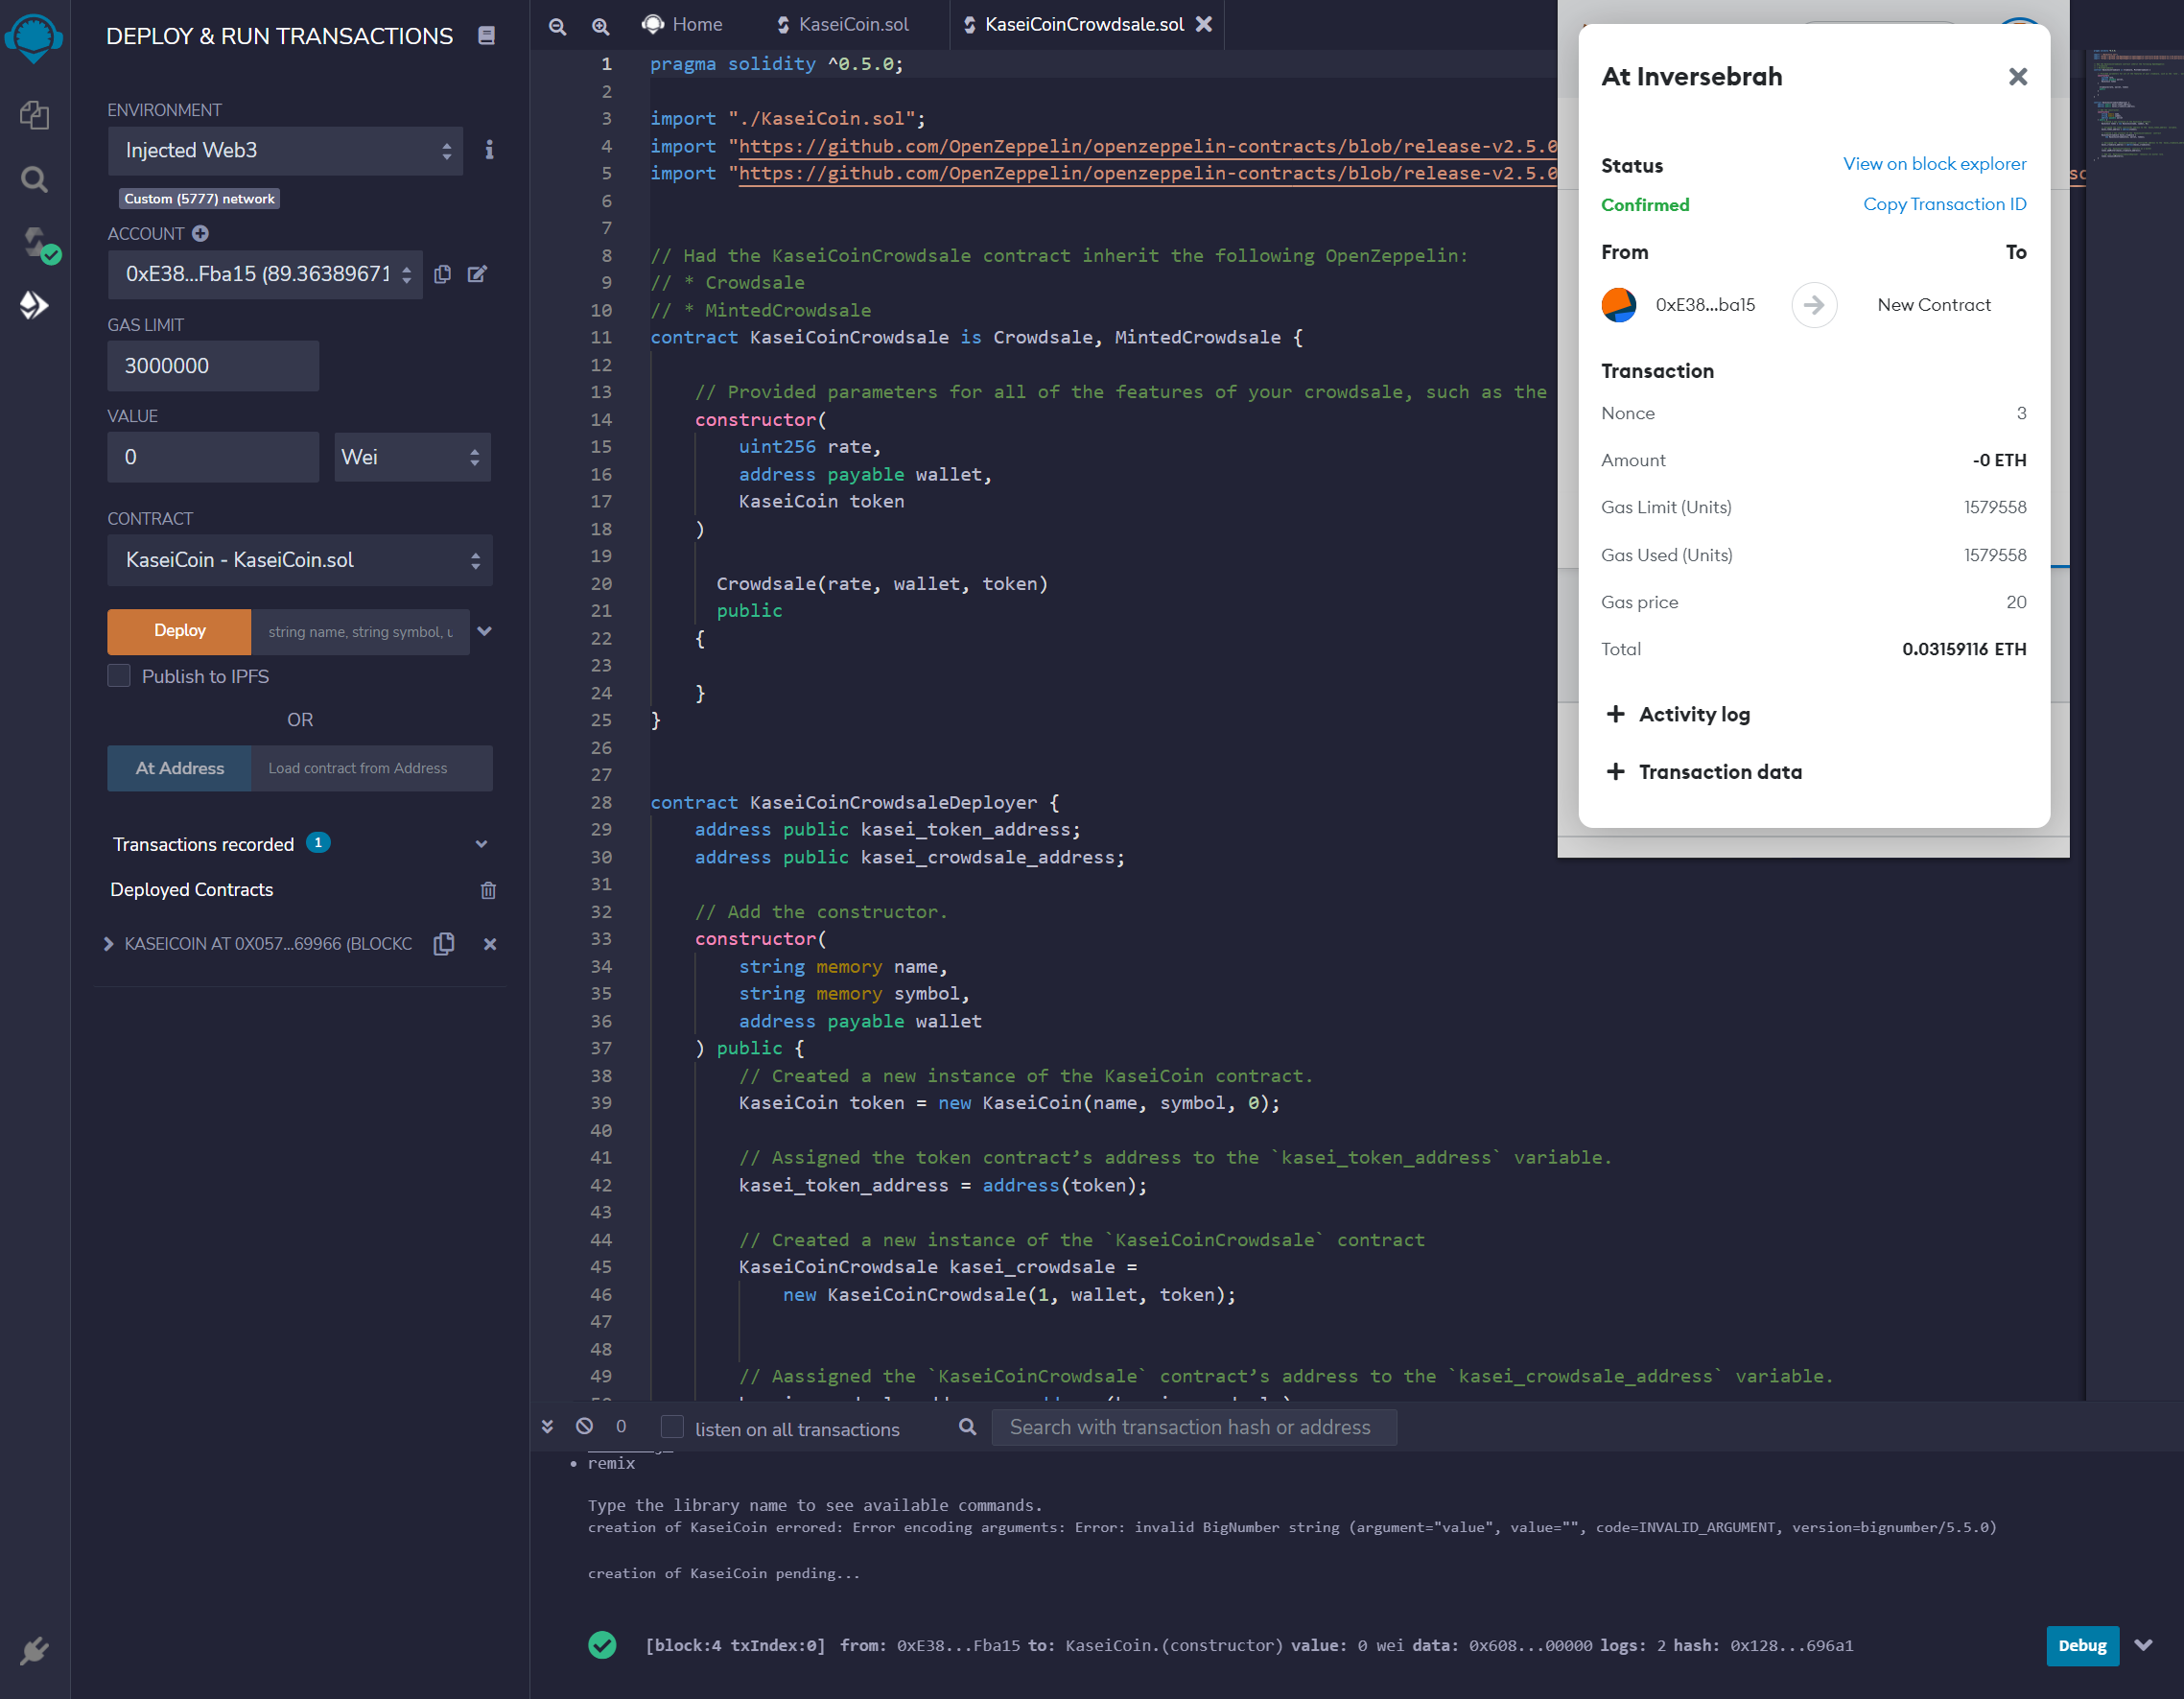 DEPLOY & RUN TRANSACTIONS
ENVIRONMENT
Injected Web3
Custom (5777) network
ACCOUNT
0xE38...Fba15 (89.36389671
GAS LIMIT
3000000
VALUE
0
Wei
CONTRACT
KaseiCoin - KaseiCoin.sol
Deploy
string name, string symbol, u
Publish to IPFS
OR
At Address
Load contract from Address
Transactions recorded 1
Deployed Contracts
KASEICOIN AT 0X057...69966 (BLOCKC
Home
KaseiCoin.sol
KaseiCoinCrowdsale.sol
1 pragma solidity ^0.5.0;
2
3 import "./KaseiCoin.sol";
4 import "https://github.com/OpenZeppelin/openzeppelin-contracts/blob/release-v2.5.0
5 import "https://github.com/OpenZeppelin/openzeppelin-contracts/blob/release-v2.5.0
6
7
8 // Had the KaseiCoinCrowdsale contract inherit the following OpenZeppelin:
9 // * Crowdsale
10 // * MintedCrowdsale
11 contract KaseiCoinCrowdsale is Crowdsale, MintedCrowdsale {
12
13 // Provided parameters for all of the features of your crowdsale, such as the
14 constructor(
15 uint256 rate,
16 address payable wallet,
17 KaseiCoin token
18 )
19
20 Crowdsale(rate, wallet, token)
21 public
22 {
23
24 }
25 }
26
27
28 contract KaseiCoinCrowdsaleDeployer {
29 address public kasei_token_address;
30 address public kasei_crowdsale_address;
31
32 // Add the constructor.
33 constructor(
34 string memory name,
35 string memory symbol,
36 address payable wallet
37 ) public {
38 // Created a new instance of the KaseiCoin contract.
39 KaseiCoin token = new KaseiCoin(name, symbol, 0);
40
41 // Assigned the token contract’s address to the `kasei_token_address` variable.
42 kasei_token_address = address(token);
43
44 // Created a new instance of the `KaseiCoinCrowdsale` contract
45 KaseiCoinCrowdsale kasei_crowdsale =
46 new KaseiCoinCrowdsale(1, wallet, token);
47
48
49 // Aassigned the `KaseiCoinCrowdsale` contract’s address to the `kasei_crowdsale_address` variable.
At Inversebrah
Status
View on block explorer
Confirmed
Copy Transaction ID
From
To
0xE38...ba15
New Contract
Transaction
Nonce 3
Amount -0 ETH
Gas Limit (Units) 1579558
Gas Used (Units) 1579558
Gas price 20
Total 0.03159116 ETH
Activity log
Transaction data
0
listen on all transactions
Search with transaction hash or address
• remix
Type the library name to see available commands.
creation of KaseiCoin errored: Error encoding arguments: Error: invalid BigNumber string (argument="value", value="", code=INVALID_ARGUMENT, version=bignumber/5.5.0)
creation of KaseiCoin pending...
[block:4 txIndex:0] from: 0xE38...Fba15 to: KaseiCoin.(constructor) value: 0 wei data: 0x608...00000 logs: 2 hash: 0x128...696a1
Debug